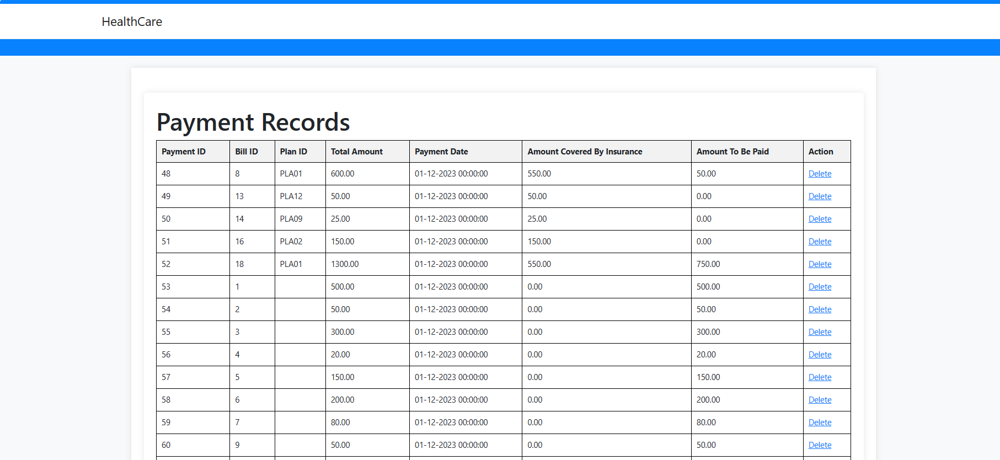 HealthCare
Payment Records
Payment ID Bill ID Plan ID Total Amount Payment Date Amount Covered By Insurance Amount To Be Paid Action
48 8 PLA01 600.00 01-12-2023 00:00:00 550.00 50.00 Delete
49 13 PLA12 50.00 01-12-2023 00:00:00 50.00 0.00 Delete
50 14 PLA09 25.00 01-12-2023 00:00:00 25.00 0.00 Delete
51 16 PLA02 150.00 01-12-2023 00:00:00 150.00 0.00 Delete
52 18 PLA01 1300.00 01-12-2023 00:00:00 550.00 750.00 Delete
53 1 500.00 01-12-2023 00:00:00 0.00 500.00 Delete
54 2 50.00 01-12-2023 00:00:00 0.00 50.00 Delete
55 3 300.00 01-12-2023 00:00:00 0.00 300.00 Delete
56 4 20.00 01-12-2023 00:00:00 0.00 20.00 Delete
57 5 150.00 01-12-2023 00:00:00 0.00 150.00 Delete
58 6 200.00 01-12-2023 00:00:00 0.00 200.00 Delete
59 7 80.00 01-12-2023 00:00:00 0.00 80.00 Delete
60 9 50.00 01-12-2023 00:00:00 0.00 50.00 Delete